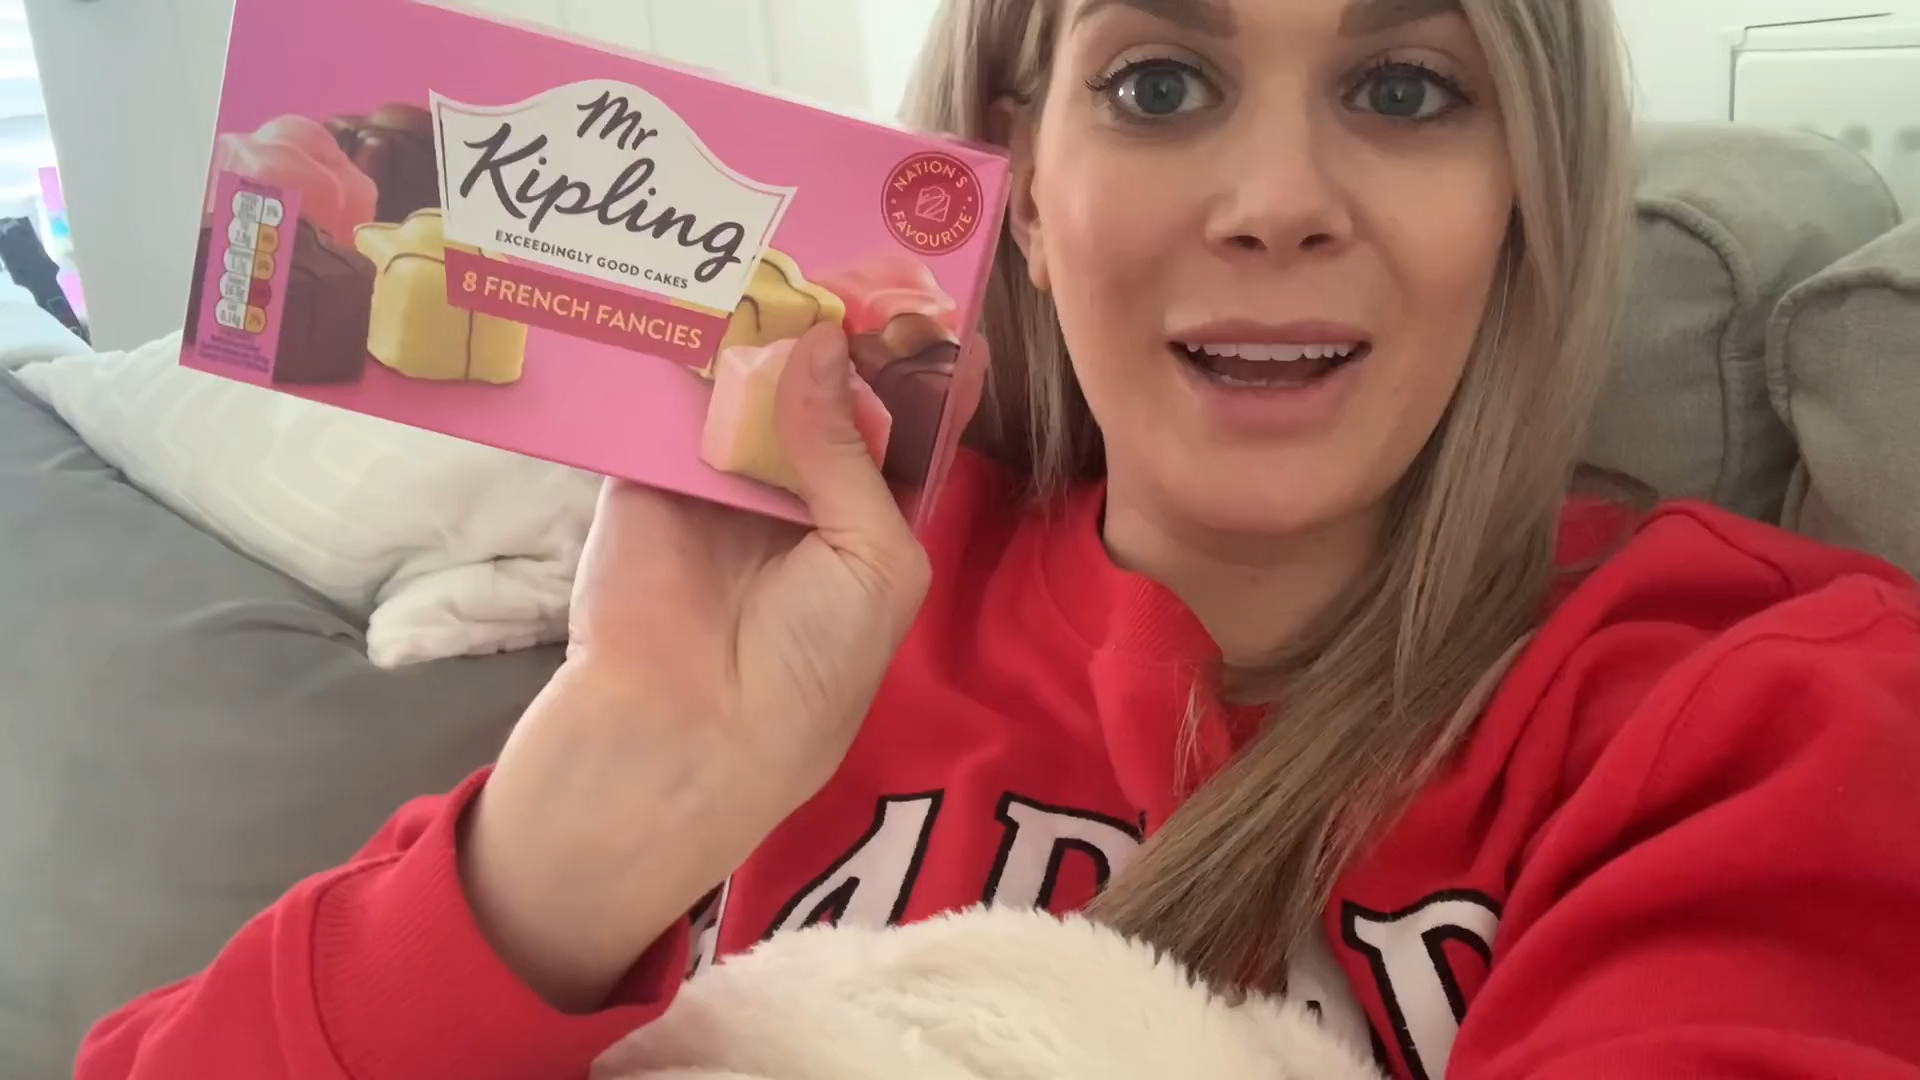 Mr
Kipling
EXCEEDINGLY GOOD CAKES
8 FRENCH FANCIES
NATION'S
FAVOURITE